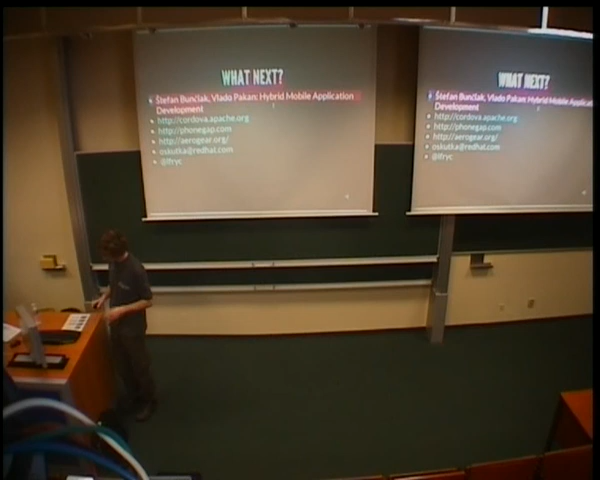 WHAT NEXT?
Štefan Bunčiak, Vlado Pakan: Hybrid Mobile Application
Development
http://cordova.apache.org
http://phonegap.com
http://aerogear.org/
oskutka@redhat.com
@lfryc
WHAT NEXT?
Štefan Bunčiak, Vlado Pakan: Hybrid Mobile Applicatio
Development
http://cordova.apache.org
http://phonegap.com
http://aerogear.org/
oskutka@redhat.com
@lfryc